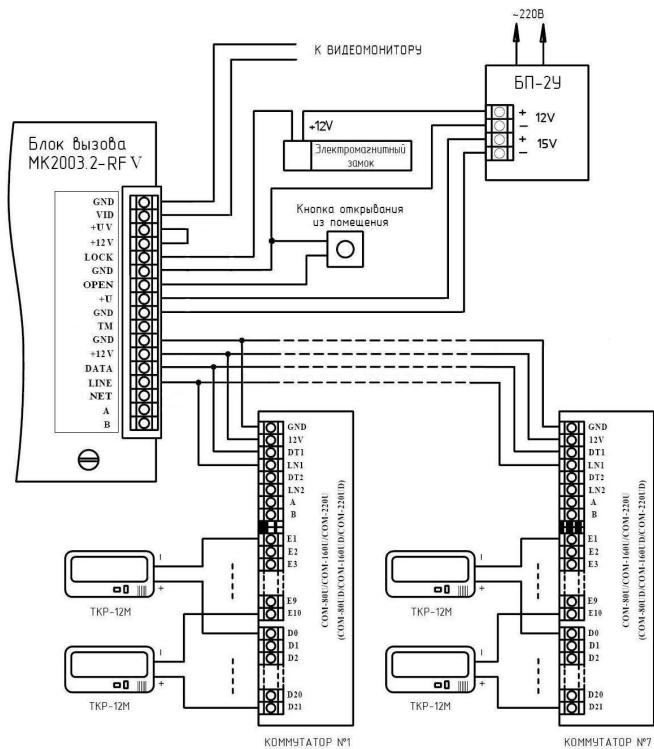 ~220В
К ВИДЕОМОНИТОРУ
БП-2У
+
12V
−
+
15V
−
+12V
Электромагнитный
замок
Блок вызова
МК2003.2-RF V
Кнопка открывания
из помещения
GND
VID
+U V
+12 V
LOCK
GND
OPEN
+U
GND
TM
GND
+12 V
DATA
LINE
NET
A
B
GND
12V
DT1
LN1
DT2
LN2
A
B
E1
E2
E3
E9
E10
D0
D1
D2
D20
D21
COM-80U/COM-160U/COM-220U
(COM-80UD/COM-160UD/COM-220UD)
−
+
ТКР-12М
−
+
ТКР-12М
КОММУТАТОР №1
GND
12V
DT1
LN1
DT2
LN2
A
B
E1
E2
E3
E9
E10
D0
D1
D2
D20
D21
COM-80U/COM-160U/COM-220U
(COM-80UD/COM-160UD/COM-220UD)
−
+
ТКР-12М
−
+
ТКР-12М
КОММУТАТОР №7